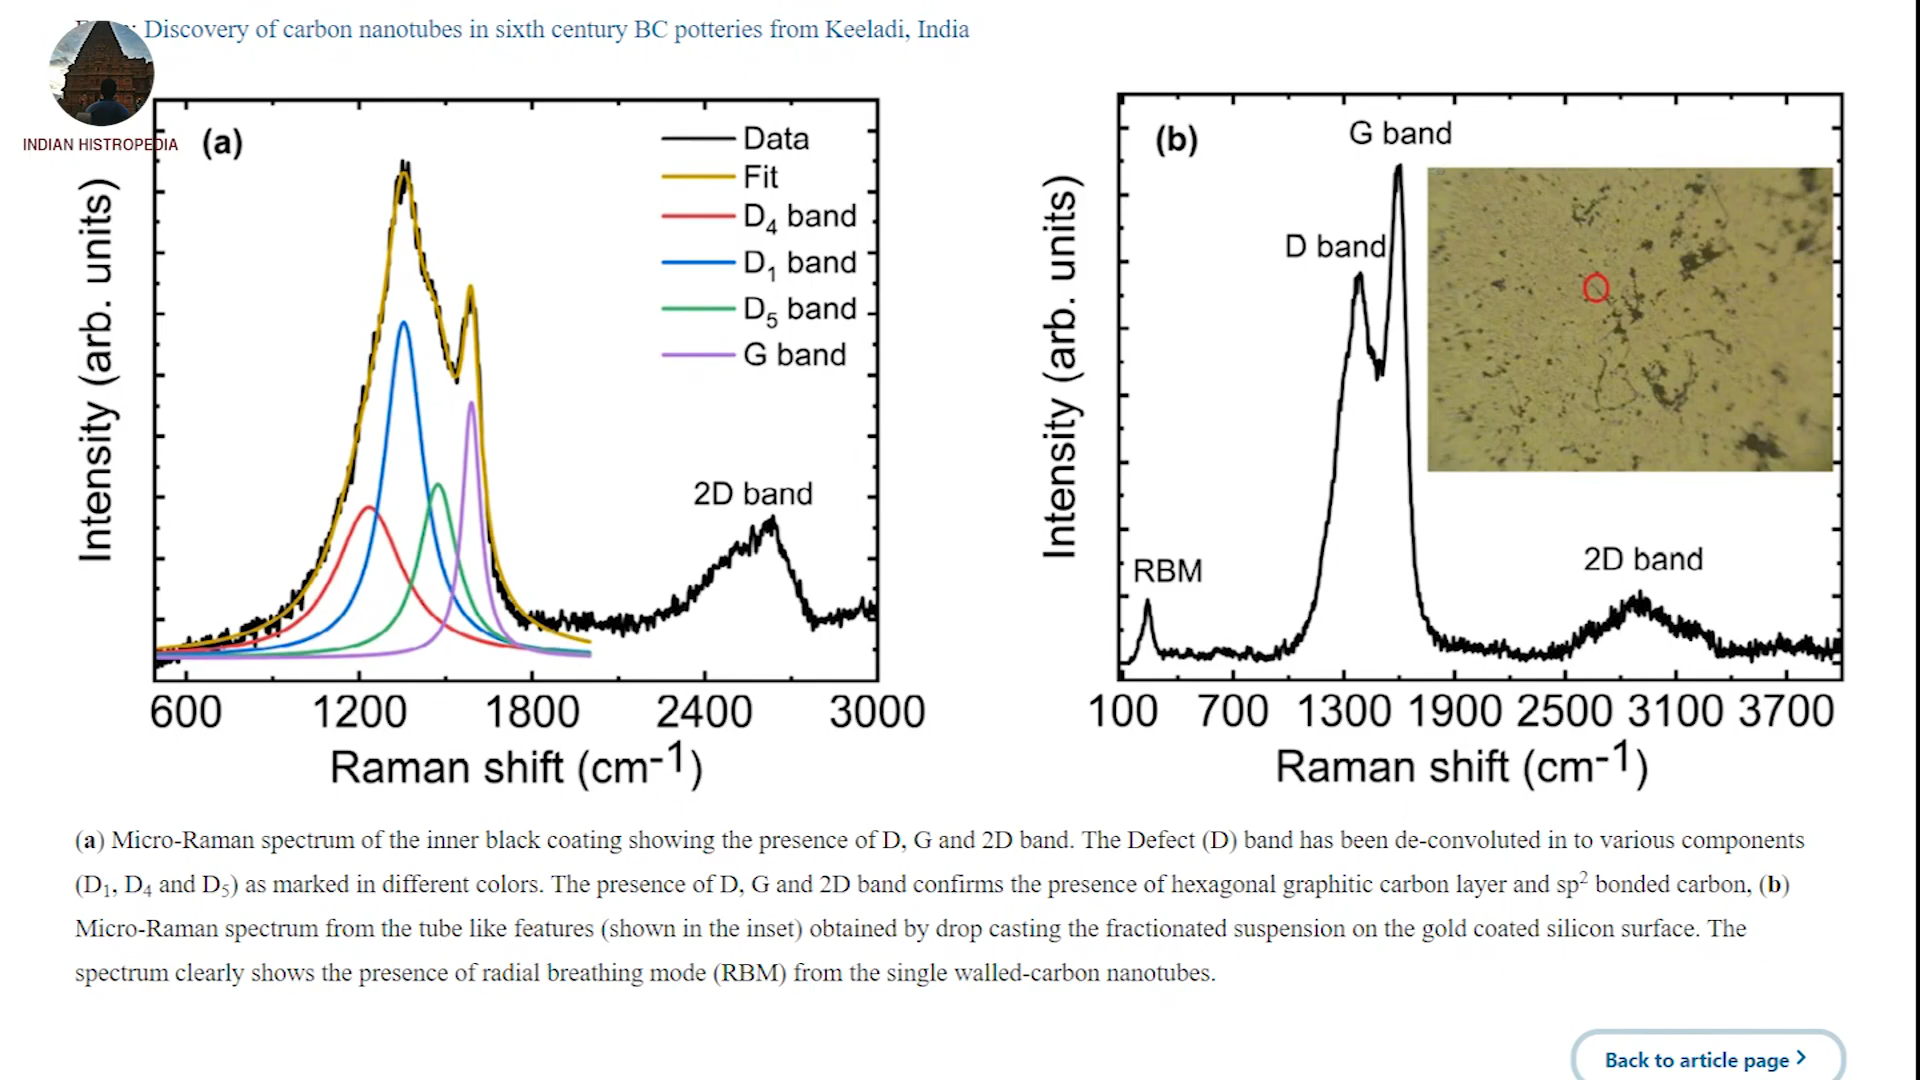 : Discovery of carbon nanotubes in sixth century BC potteries from Keeladi, India
INDIAN HISTROPEDIA
(a)
Data
Fit
D4 band
D1 band
D5 band
G band
2D band
Intensity (arb. units)
600 1200 1800 2400 3000
Raman shift (cm-1)
(b)
G band
D band
RBM
2D band
Intensity (arb. units)
100 700 1300 1900 2500 3100 3700
Raman shift (cm-1)
(a) Micro-Raman spectrum of the inner black coating showing the presence of D, G and 2D band. The Defect (D) band has been de-convoluted in to various components
(D1, D4 and D5) as marked in different colors. The presence of D, G and 2D band confirms the presence of hexagonal graphitic carbon layer and sp2 bonded carbon, (b)
Micro-Raman spectrum from the tube like features (shown in the inset) obtained by drop casting the fractionated suspension on the gold coated silicon surface. The
spectrum clearly shows the presence of radial breathing mode (RBM) from the single walled-carbon nanotubes.
Back to article page >